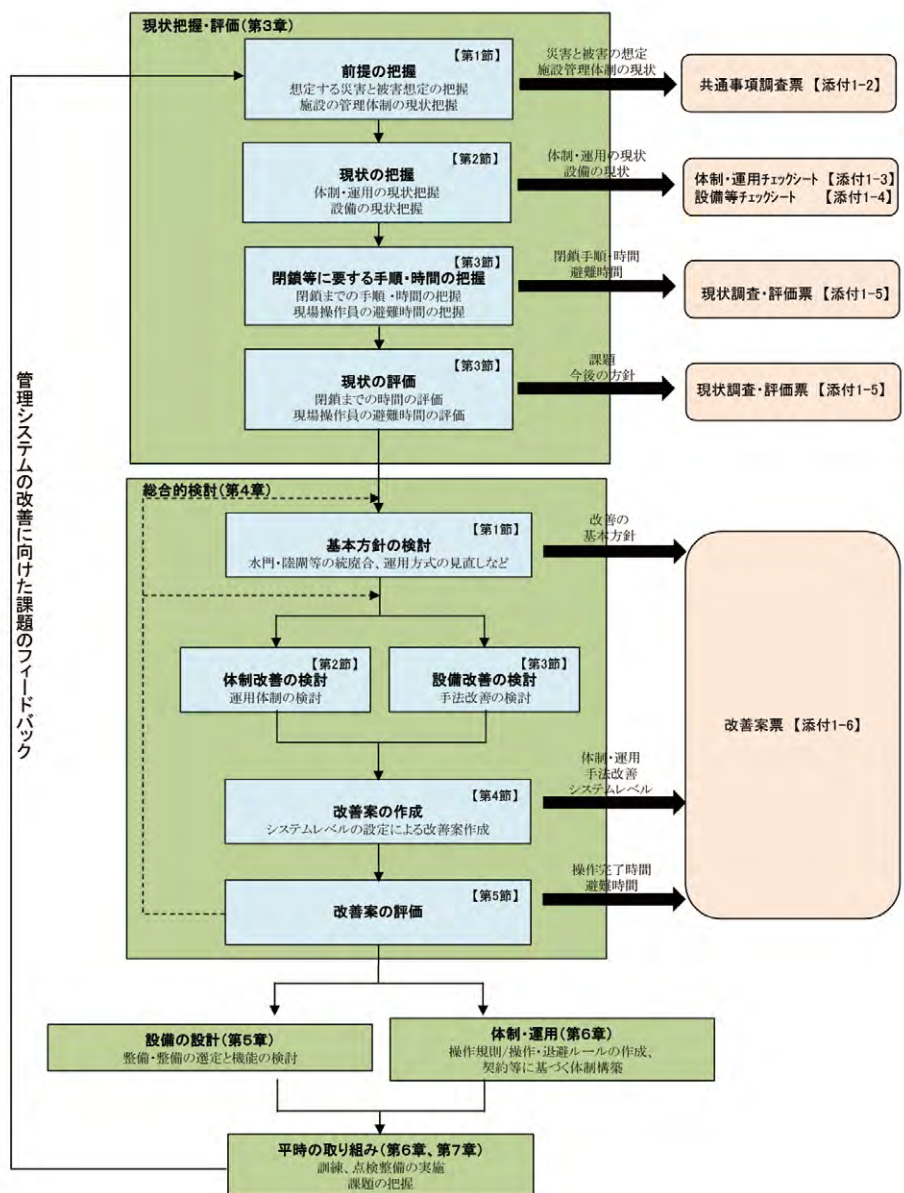 現状把握・評価(第3章)
【第1節】
前提の把握
想定する災害と被害想定の把握
施設の管理体制の現状把握
災害と被害の想定
施設管理体制の現状
共通事項調査票 【添付1-2】
【第2節】
現状の把握
体制・運用の現状把握
設備の現状把握
体制・運用の現状
設備の現状
体制・運用チェックシート 【添付1-3】
設備等チェックシート 【添付1-4】
【第3節】
閉鎖等に要する手順・時間の把握
閉鎖までの手順・時間の把握
現場操作員の避難時間の把握
閉鎖手順・時間
避難時間
現状調査・評価票 【添付1-5】
【第3節】
現状の評価
閉鎖までの時間の評価
現場操作員の避難時間の評価
課題
今後の方針
現状調査・評価票 【添付1-5】
管理システムの改善に向けた課題のフィードバック
総合的検討(第4章)
【第1節】
基本方針の検討
水門・陸閘等の統廃合、運用方式の見直しなど
改善の
基本方針
【第2節】
体制改善の検討
運用体制の検討
【第3節】
設備改善の検討
手法改善の検討
改善案票 【添付1-6】
【第4節】
改善案の作成
システムレベルの設定による改善案作成
体制・運用
手法改善
システムレベル
【第5節】
改善案の評価
操作完了時間
避難時間
設備の設計(第5章)
整備・整備の選定と機能の検討
体制・運用(第6章)
操作規則/操作・退避ルールの作成、
契約等に基づく体制構築
平時の取り組み(第6章、第7章)
訓練、点検整備の実施
課題の把握